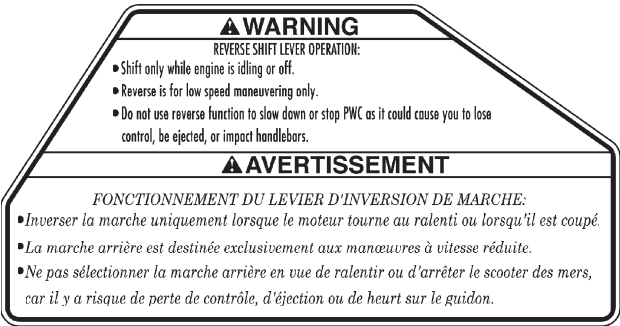 ⚠WARNING
REVERSE SHIFT LEVER OPERATION:
•Shift only while engine is idling or off.
•Reverse is for low speed maneuvering only.
•Do not use reverse function to slow down or stop PWC as it could cause you to lose
control, be ejected, or impact handlebars.
⚠AVERTISSEMENT
FONCTIONNEMENT DU LEVIER D'INVERSION DE MARCHE:
•Inverser la marche uniquement lorsque le moteur tourne au ralenti ou lorsqu'il est coupé.
•La marche arrière est destinée exclusivement aux manœuvres à vitesse réduite.
•Ne pas sélectionner la marche arrière en vue de ralentir ou d'arrêter le scooter des mers,
car il y a risque de perte de contrôle, d'éjection ou de heurt sur le guidon.